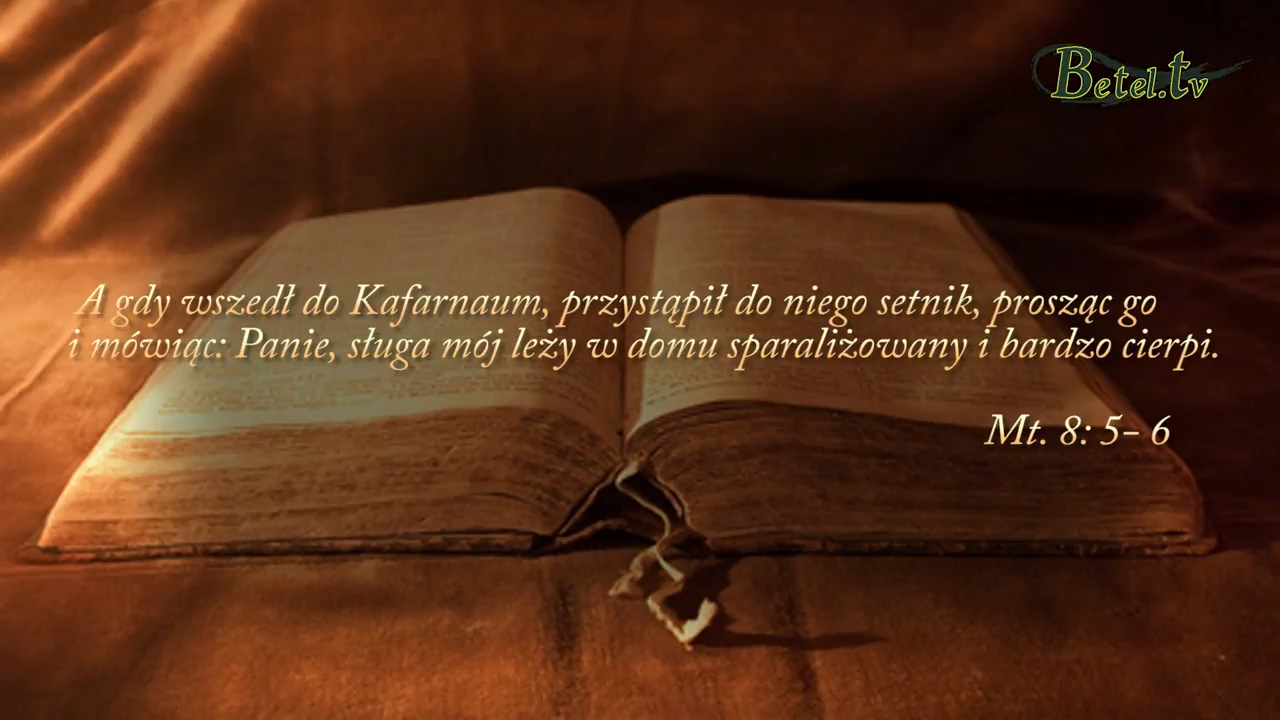 Betel.tv
A gdy wszedł do Kafarnaum, przystąpił do niego setnik, prosząc go
i mówiąc: Panie, sługa mój leży w domu sparaliżowany i bardzo cierpi.
Mt. 8: 5- 6